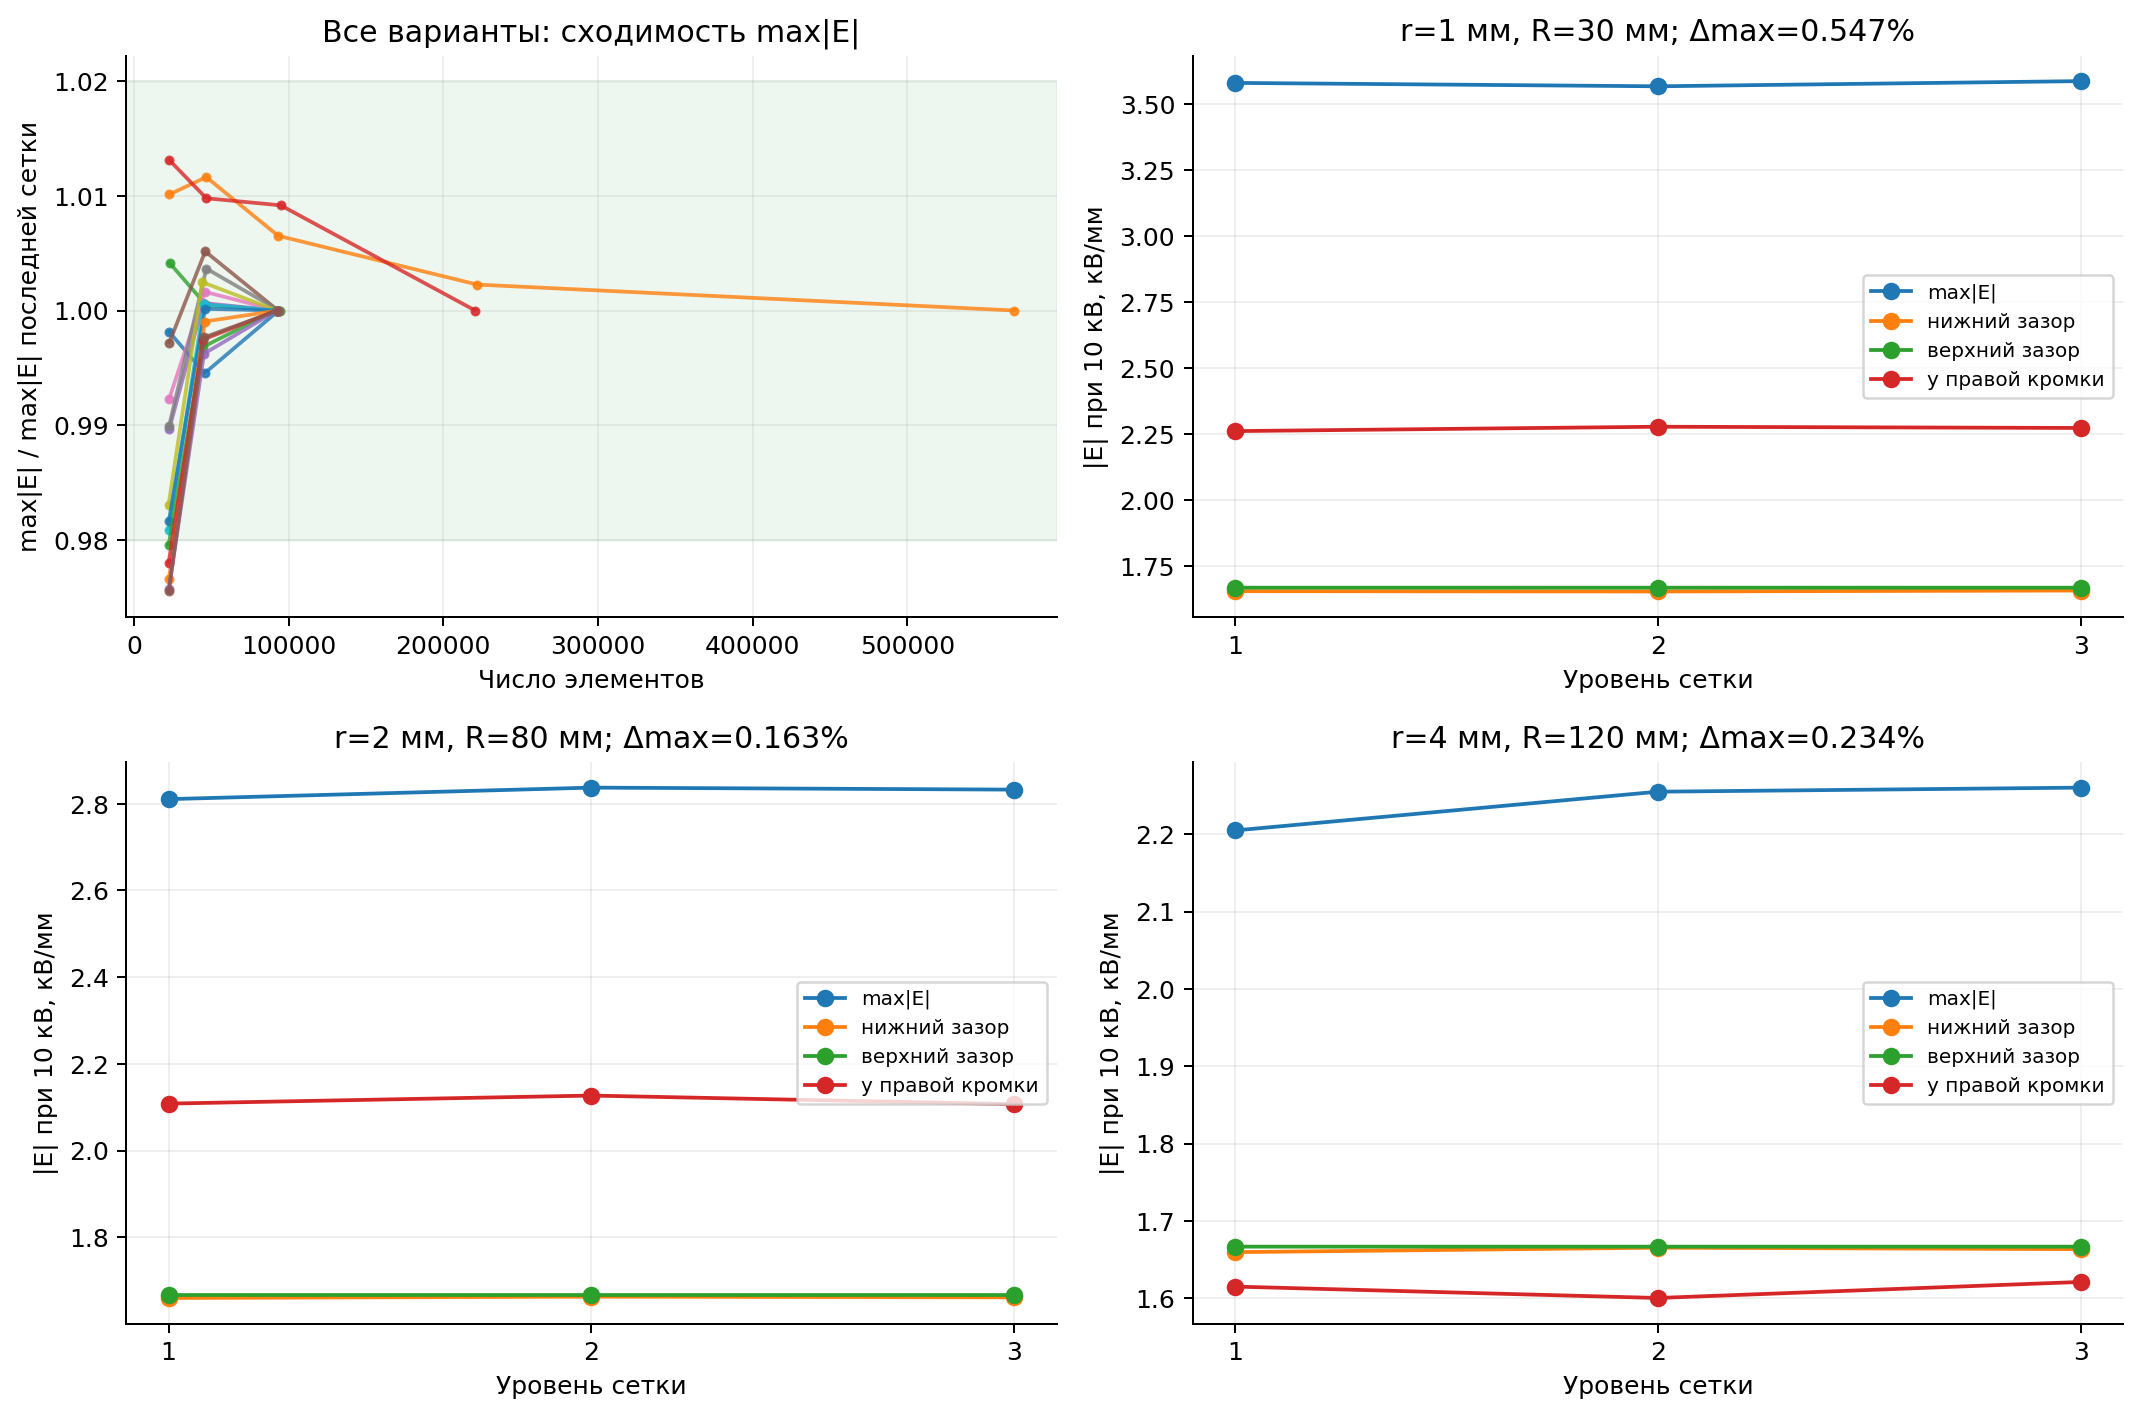 Все варианты: сходимость max|E|
max|E| / max|E| последней сетки
1.02
1.01
1.00
0.99
0.98
0
100000
200000
300000
400000
500000
Число элементов
r=1 мм, R=30 мм; Δmax=0.547%
|E| при 10 кВ, кВ/мм
3.50
3.25
3.00
2.75
2.50
2.25
2.00
1.75
max|E|
нижний зазор
верхний зазор
у правой кромки
1
2
3
Уровень сетки
r=2 мм, R=80 мм; Δmax=0.163%
|E| при 10 кВ, кВ/мм
2.8
2.6
2.4
2.2
2.0
1.8
max|E|
нижний зазор
верхний зазор
у правой кромки
1
2
3
Уровень сетки
r=4 мм, R=120 мм; Δmax=0.234%
|E| при 10 кВ, кВ/мм
2.2
2.1
2.0
1.9
1.8
1.7
1.6
max|E|
нижний зазор
верхний зазор
у правой кромки
1
2
3
Уровень сетки